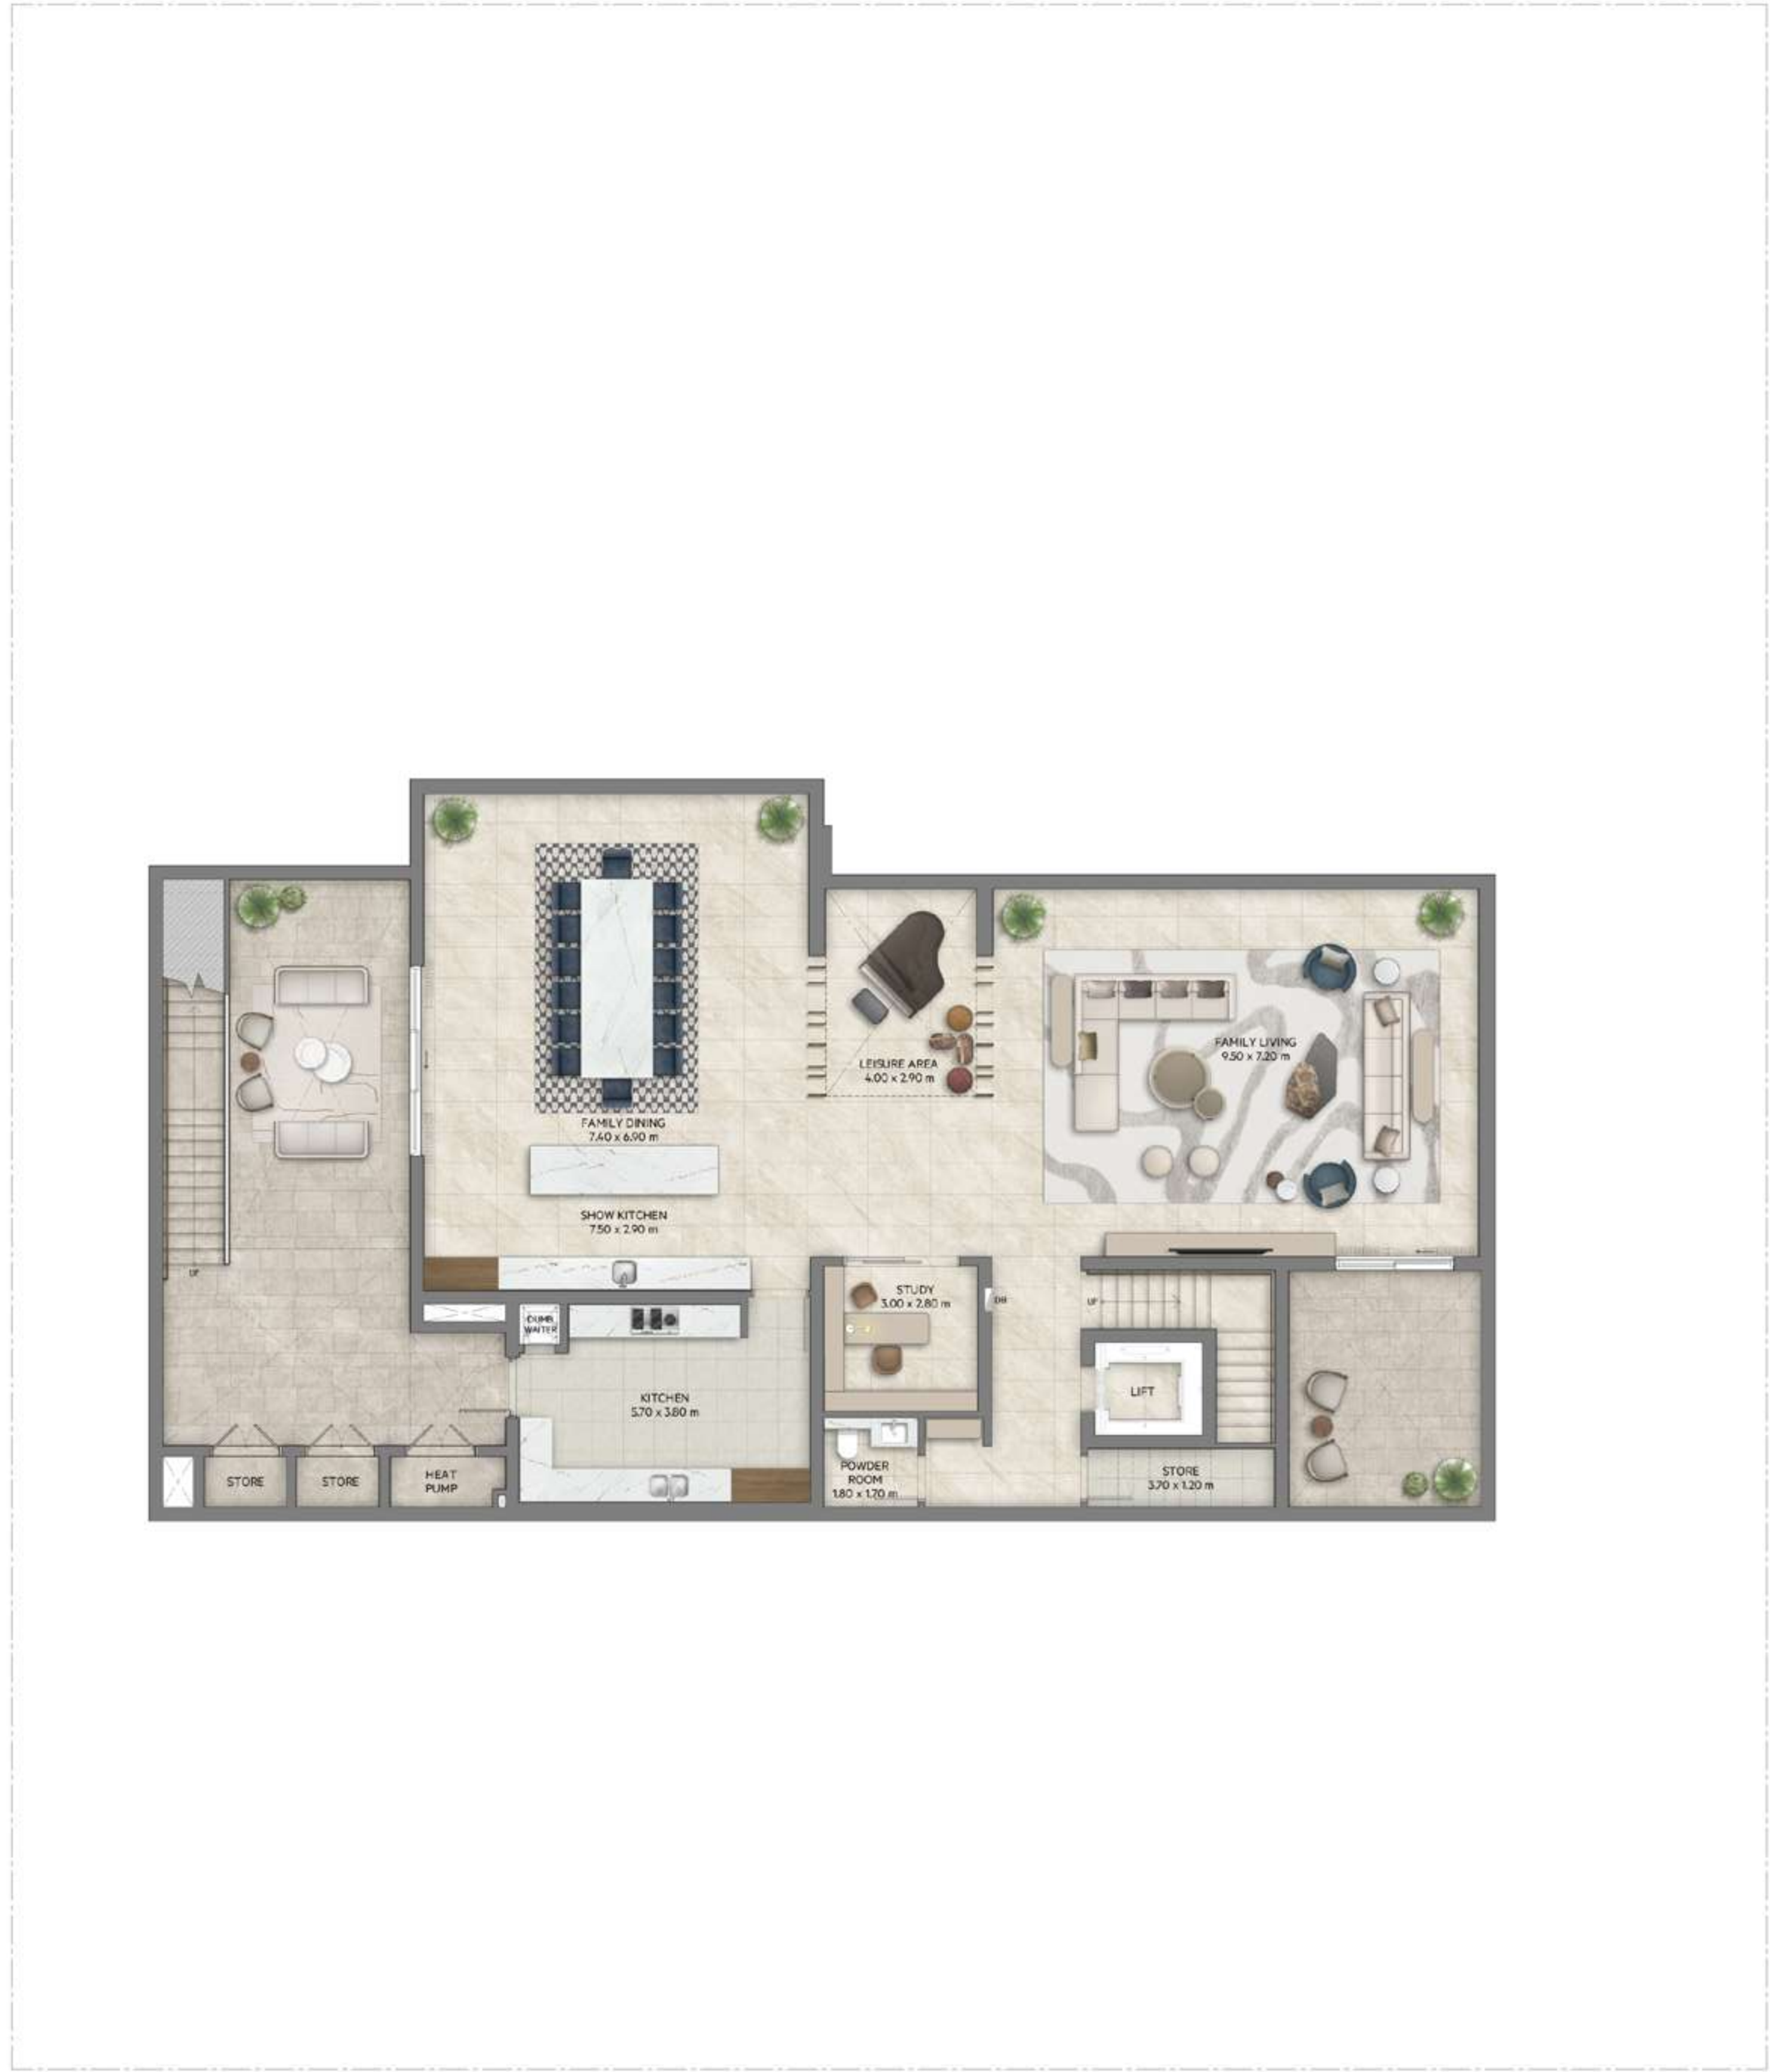 FAMILY LIVING
9.50 x 7.20 m
LEISURE AREA
4.00 x 2.90 m
FAMILY DINING
7.40 x 6.90 m
SHOW KITCHEN
7.50 x 2.90 m
UP
STUDY
3.00 x 2.80 m
DB
UP
DUMB
WAITER
KITCHEN
5.70 x 3.80 m
LIFT
STORE
STORE
HEAT
PUMP
POWDER
ROOM
1.80 x 1.70 m
STORE
3.70 x 1.20 m